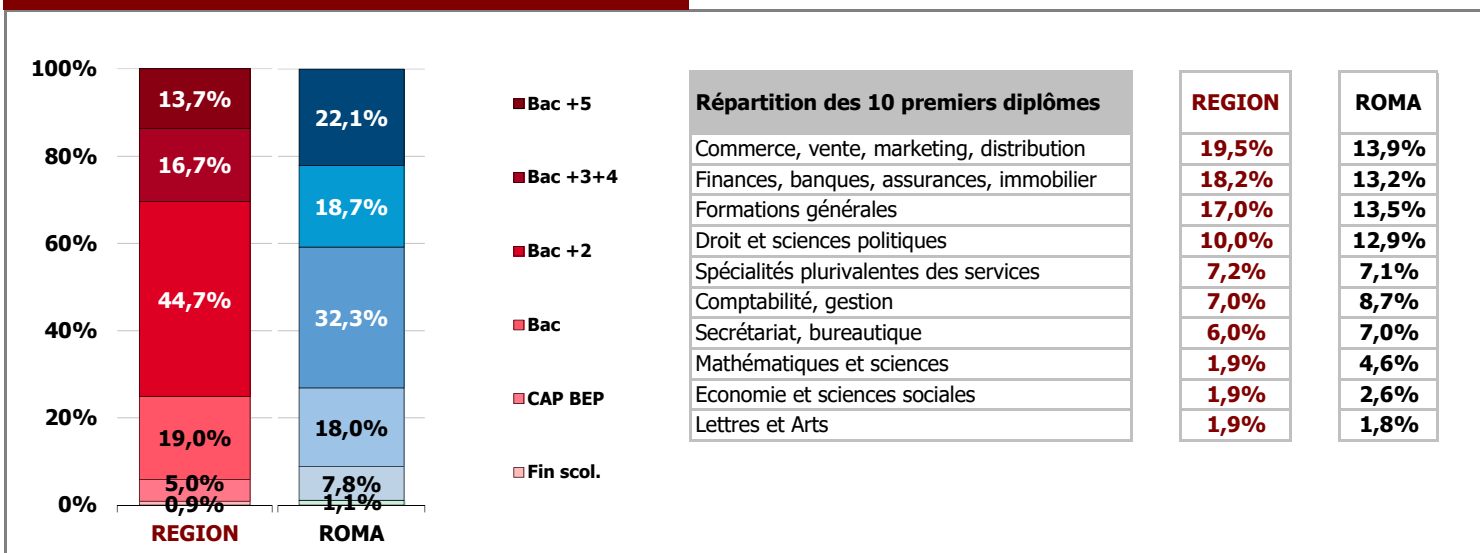 100%
80%
60%
40%
20%
0%
13,7%
16,7%
44,7%
19,0%
5,0%
0,9%
REGION
22,1%
18,7%
32,3%
18,0%
7,8%
1,1%
ROMA
Bac +5
Bac +3+4
Bac +2
Bac
CAP BEP
Fin scol.
Répartition des 10 premiers diplômes REGION ROMA
Commerce, vente, marketing, distribution 19,5% 13,9%
Finances, banques, assurances, immobilier 18,2% 13,2%
Formations générales 17,0% 13,5%
Droit et sciences politiques 10,0% 12,9%
Spécialités plurivalentes des services 7,2% 7,1%
Comptabilité, gestion 7,0% 8,7%
Secrétariat, bureautique 6,0% 7,0%
Mathématiques et sciences 1,9% 4,6%
Economie et sciences sociales 1,9% 2,6%
Lettres et Arts 1,9% 1,8%